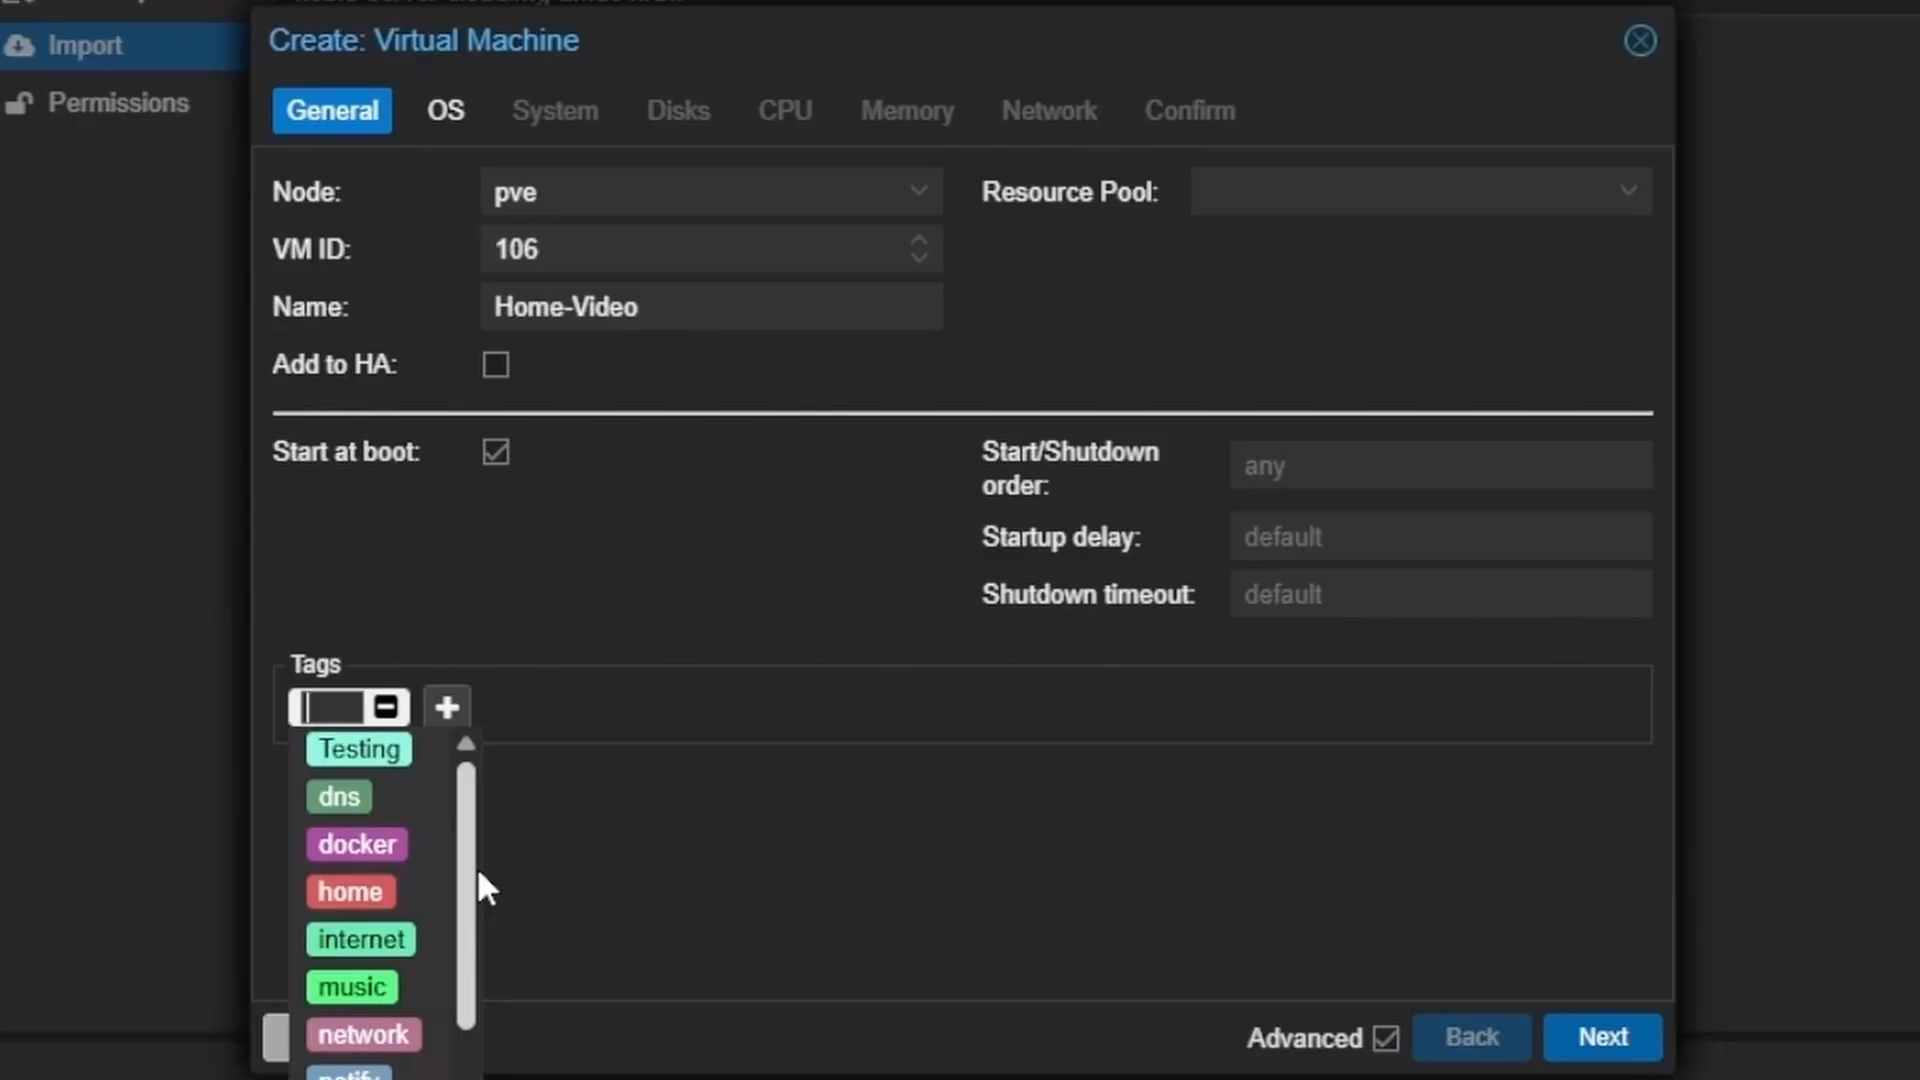 Import
Permissions
Create: Virtual Machine
General OS System Disks CPU Memory Network Confirm
Node: pve
Resource Pool:
VM ID: 106
Name: Home-Video
Add to HA:
Start at boot:
Start/Shutdown order: any
Startup delay: default
Shutdown timeout: default
Tags
Testing
dns
docker
home
internet
music
network
notify
Advanced Back Next